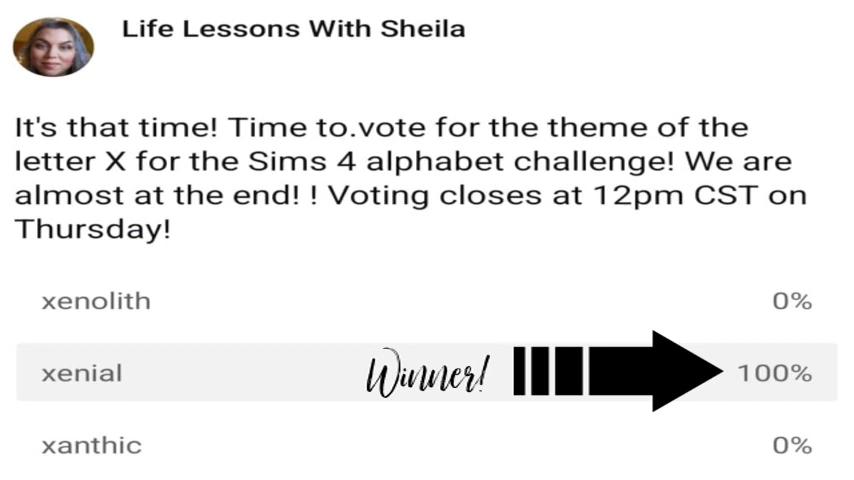 Life Lessons With Sheila
It's that time! Time to.vote for the theme of the
letter X for the Sims 4 alphabet challenge! We are
almost at the end! ! Voting closes at 12pm CST on
Thursday!
xenolith 0%
xenial Winner! 100%
xanthic 0%